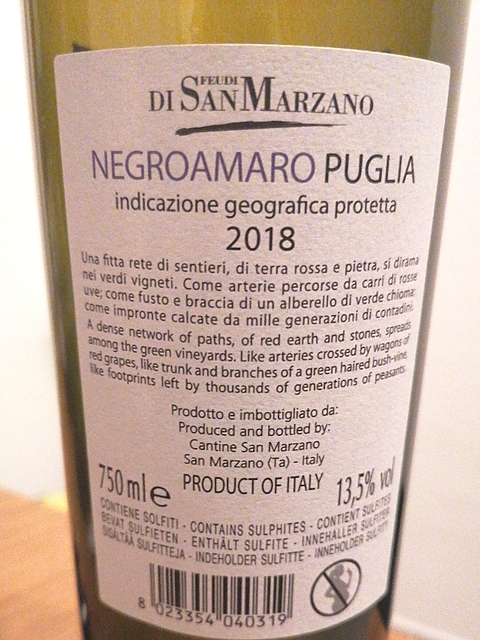 FEUDI
DI SAN MARZANO
NEGROAMARO PUGLIA
indicazione geografica protetta
2018
Una fitta rete di sentieri, di terra rossa e pietra, si dirama
nei verdi vigneti. Come arterie percorse da carri di rosse
uve; come fusto e braccia di un alberello di verde chioma;
come impronte calcate da mille generazioni di contadini.
A dense network of paths, of red earth and stones, spreads
among the green vineyards. Like arteries crossed by wagons of
red grapes, like trunk and branches of a green haired bush-vine,
like footprints left by thousands of generations of peasants.
Prodotto e imbottigliato da:
Produced and bottled by:
Cantine San Marzano
San Marzano (Ta) - Italy
750 ml e PRODUCT OF ITALY 13,5% vol
CONTIENE SOLFITI - CONTAINS SULPHITES - CONTIENT SULFITES
BEVAT SULFIETEN - ENTHÄLT SULFITE - INNEHALLER SULFITER
SISÄLTÄÄ SULFIITTEJA - INDEHOLDER SULFITTE - INNEHOLDER SULFITTER
8 023354 040319